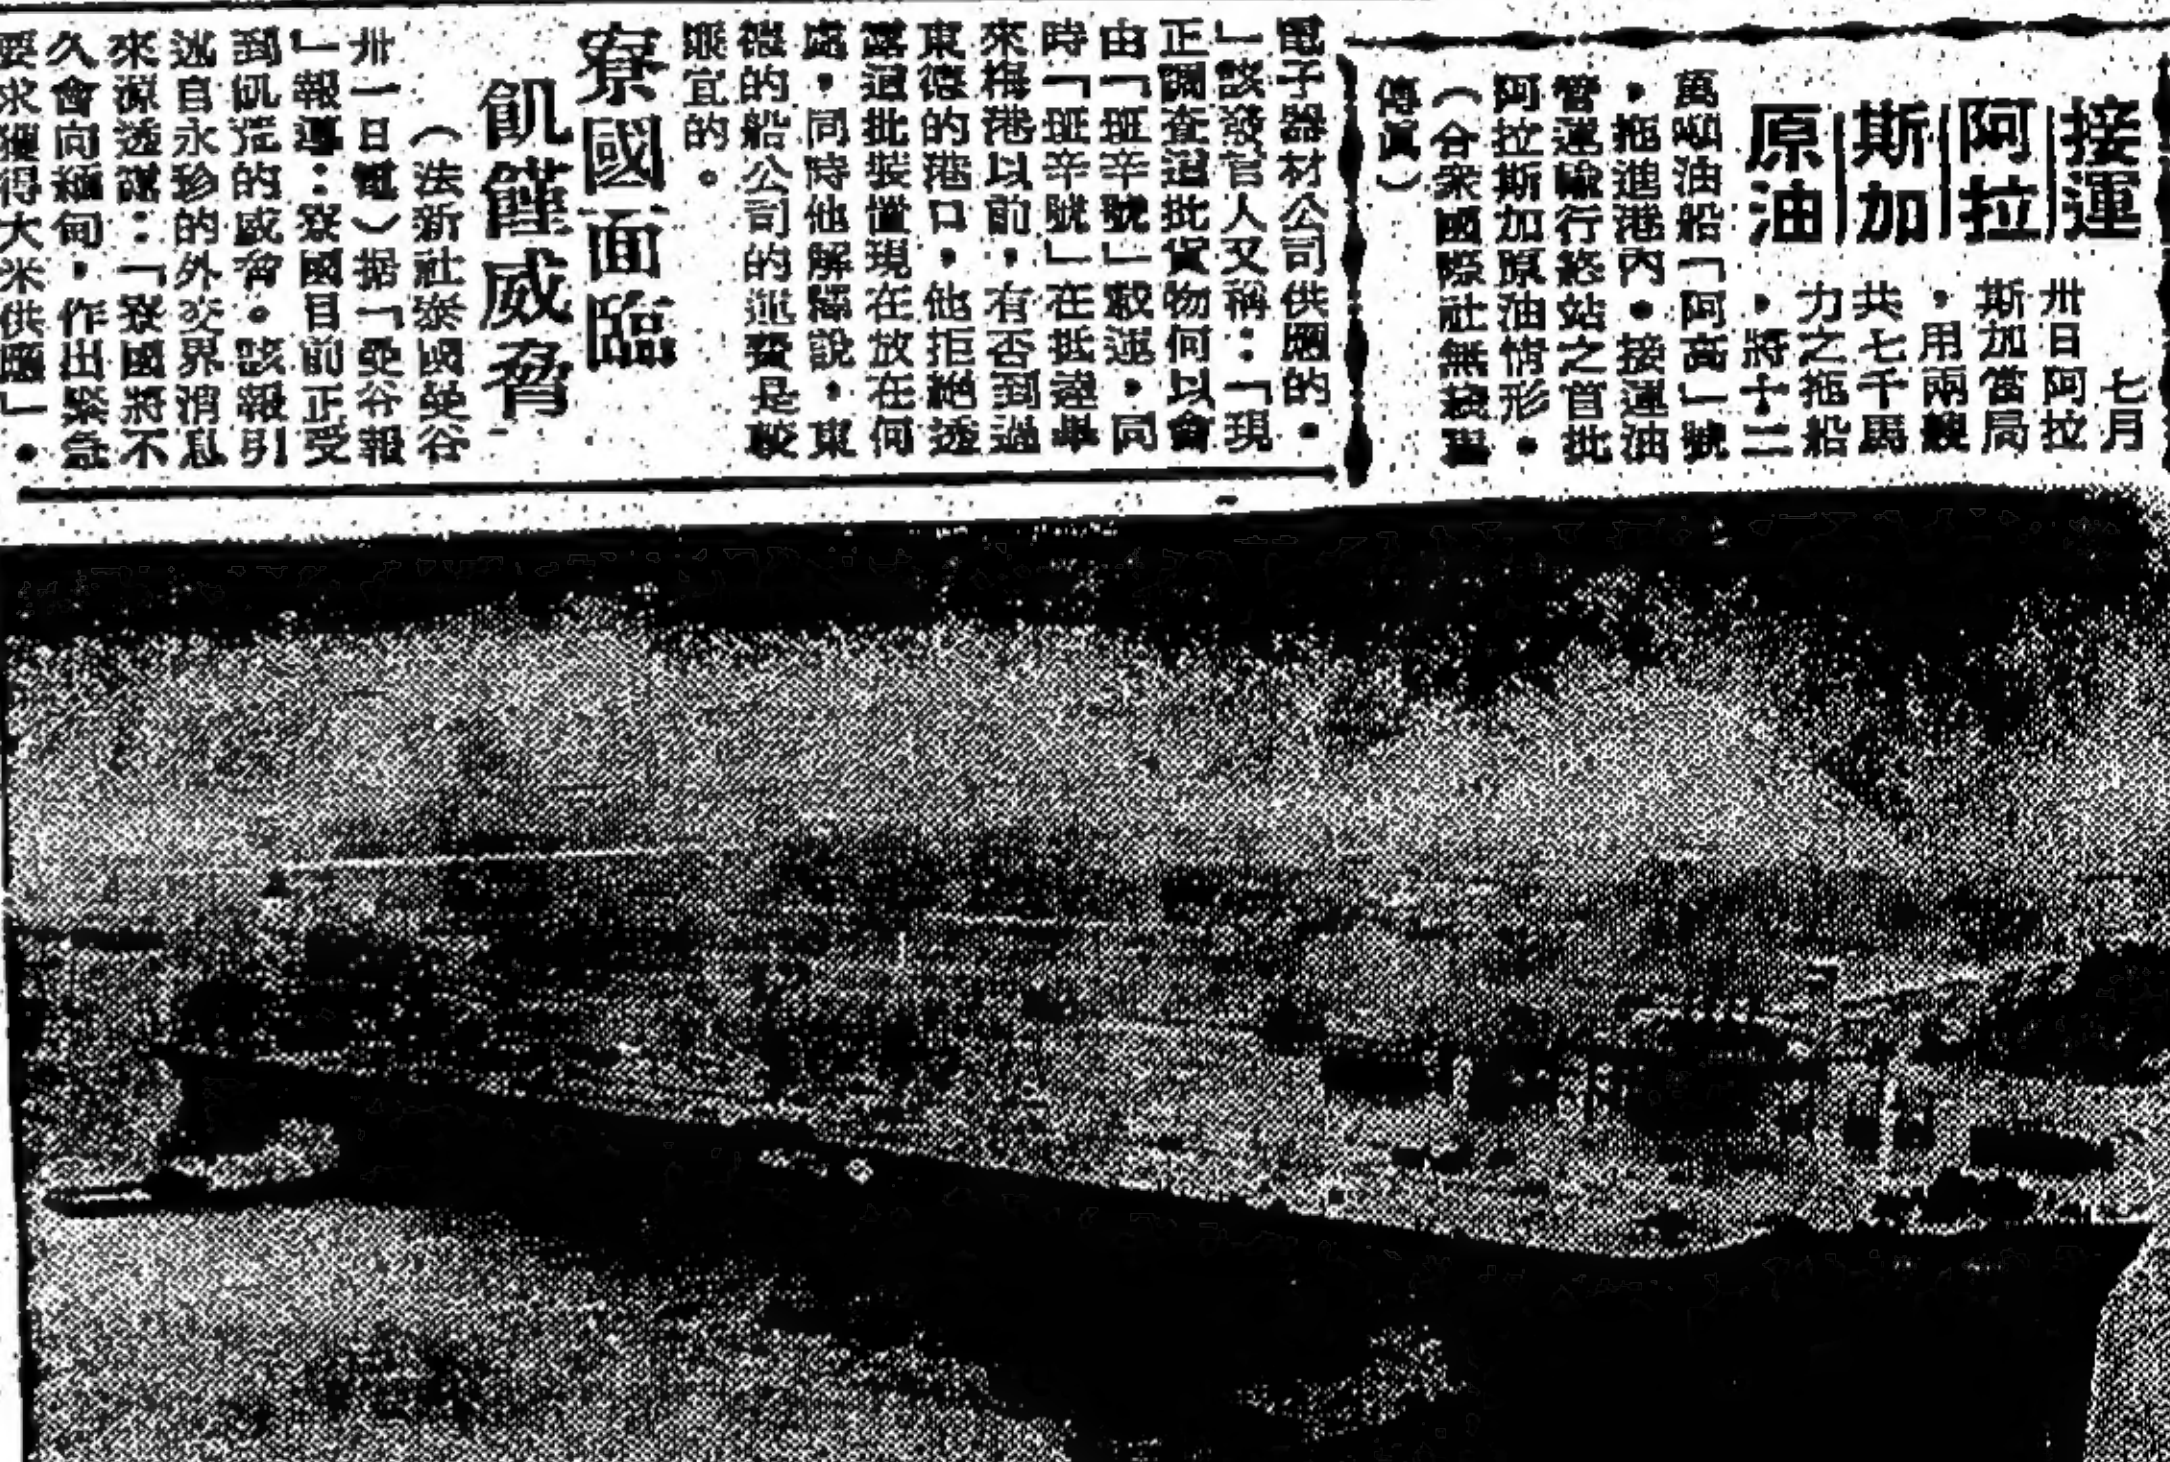 接運
阿拉
斯加
原油
七月
卅日阿拉
斯加當局
，用兩艘
共七千馬
力之拖船
，將十二
萬噸油船「阿高」號
，拖進港內。接運油
管運輸行終站之首批
阿拉斯加原油情形。
（合衆國際社無綫電
傳眞）
電子器材公司供應的。
」該發言人又稱：「現
正調查這批貨物何以會
由「班辛號」載運，同
時「班辛號」在抵達畢
來梅港以前，有否到過
東德的港口，他拒絕透
露這批裝置現在放在何
處，同時他解釋說，東
德的船公司的運費是較
爲便宜的。
寮國面臨
飢饉威脅
（法新社泰國曼谷
卅一日電）据「曼谷報
」報導：寮國目前正受
到飢荒的威脅。該報引
述自永珍的外交界消息
來源透露：「寮國將不
久會向緬甸，作出緊急
要求獲得大米供應」。